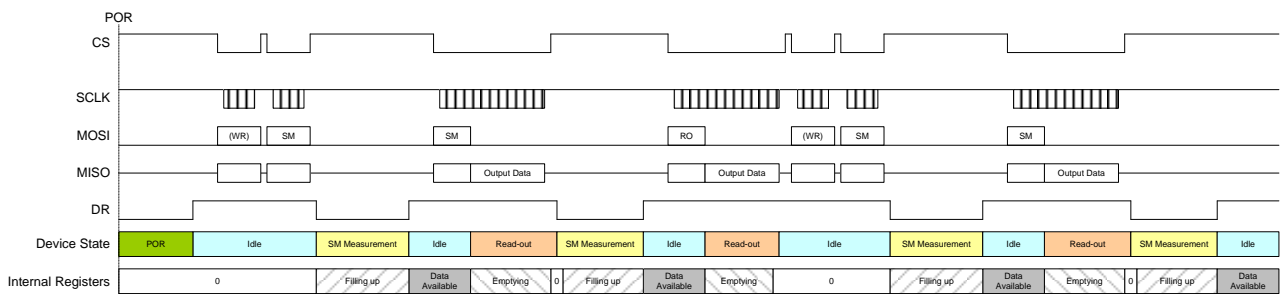 POR
CS
SCLK
MOSI (WR) SM SM RO (WR) SM SM
MISO Output Data Output Data Output Data
DR
Device State POR Idle SM Measurement Idle Read-out SM Measurement Idle Read-out Idle SM Measurement Idle Read-out SM Measurement Idle
Internal Registers 0 Filling up Data Available Emptying 0 Filling up Data Available Emptying 0 Filling up Data Available Emptying 0 Filling up Data Available